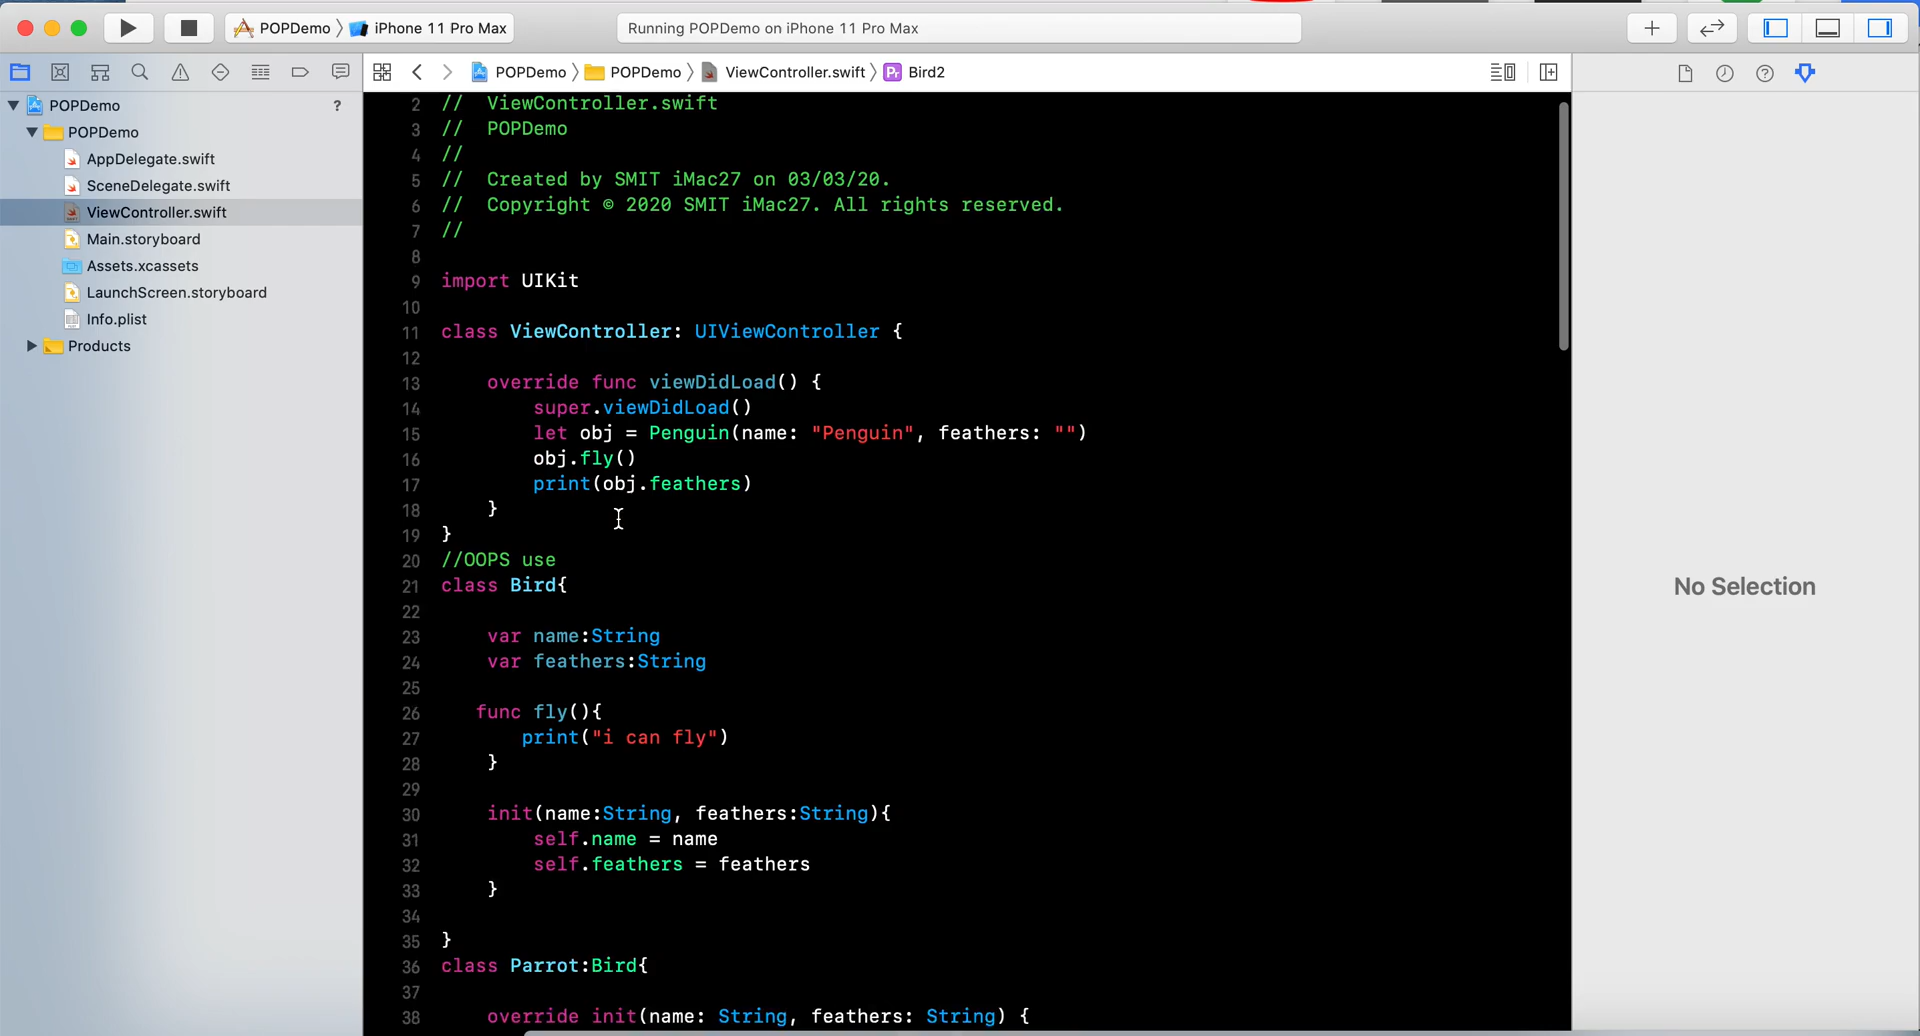 POPDemo 〉 iPhone 11 Pro Max
Running POPDemo on iPhone 11 Pro Max
POPDemo 〉 POPDemo 〉 ViewController.swift 〉 Pr Bird2
POPDemo ?
POPDemo
AppDelegate.swift
SceneDelegate.swift
ViewController.swift
Main.storyboard
Assets.xcassets
LaunchScreen.storyboard
Info.plist
Products
2 //  ViewController.swift
3 //  POPDemo
4 //
5 //  Created by SMIT iMac27 on 03/03/20.
6 //  Copyright © 2020 SMIT iMac27. All rights reserved.
7 //
8
9 import UIKit
10
11 class ViewController: UIViewController {
12
13     override func viewDidLoad() {
14         super.viewDidLoad()
15         let obj = Penguin(name: "Penguin", feathers: "")
16         obj.fly()
17         print(obj.feathers)
18     }
19 }
20 //OOPS use
21 class Bird{
22
23     var name:String
24     var feathers:String
25
26    func fly(){
27        print("i can fly")
28     }
29
30     init(name:String, feathers:String){
31         self.name = name
32         self.feathers = feathers
33     }
34
35 }
36 class Parrot:Bird{
37
38     override init(name: String, feathers: String) {
No Selection